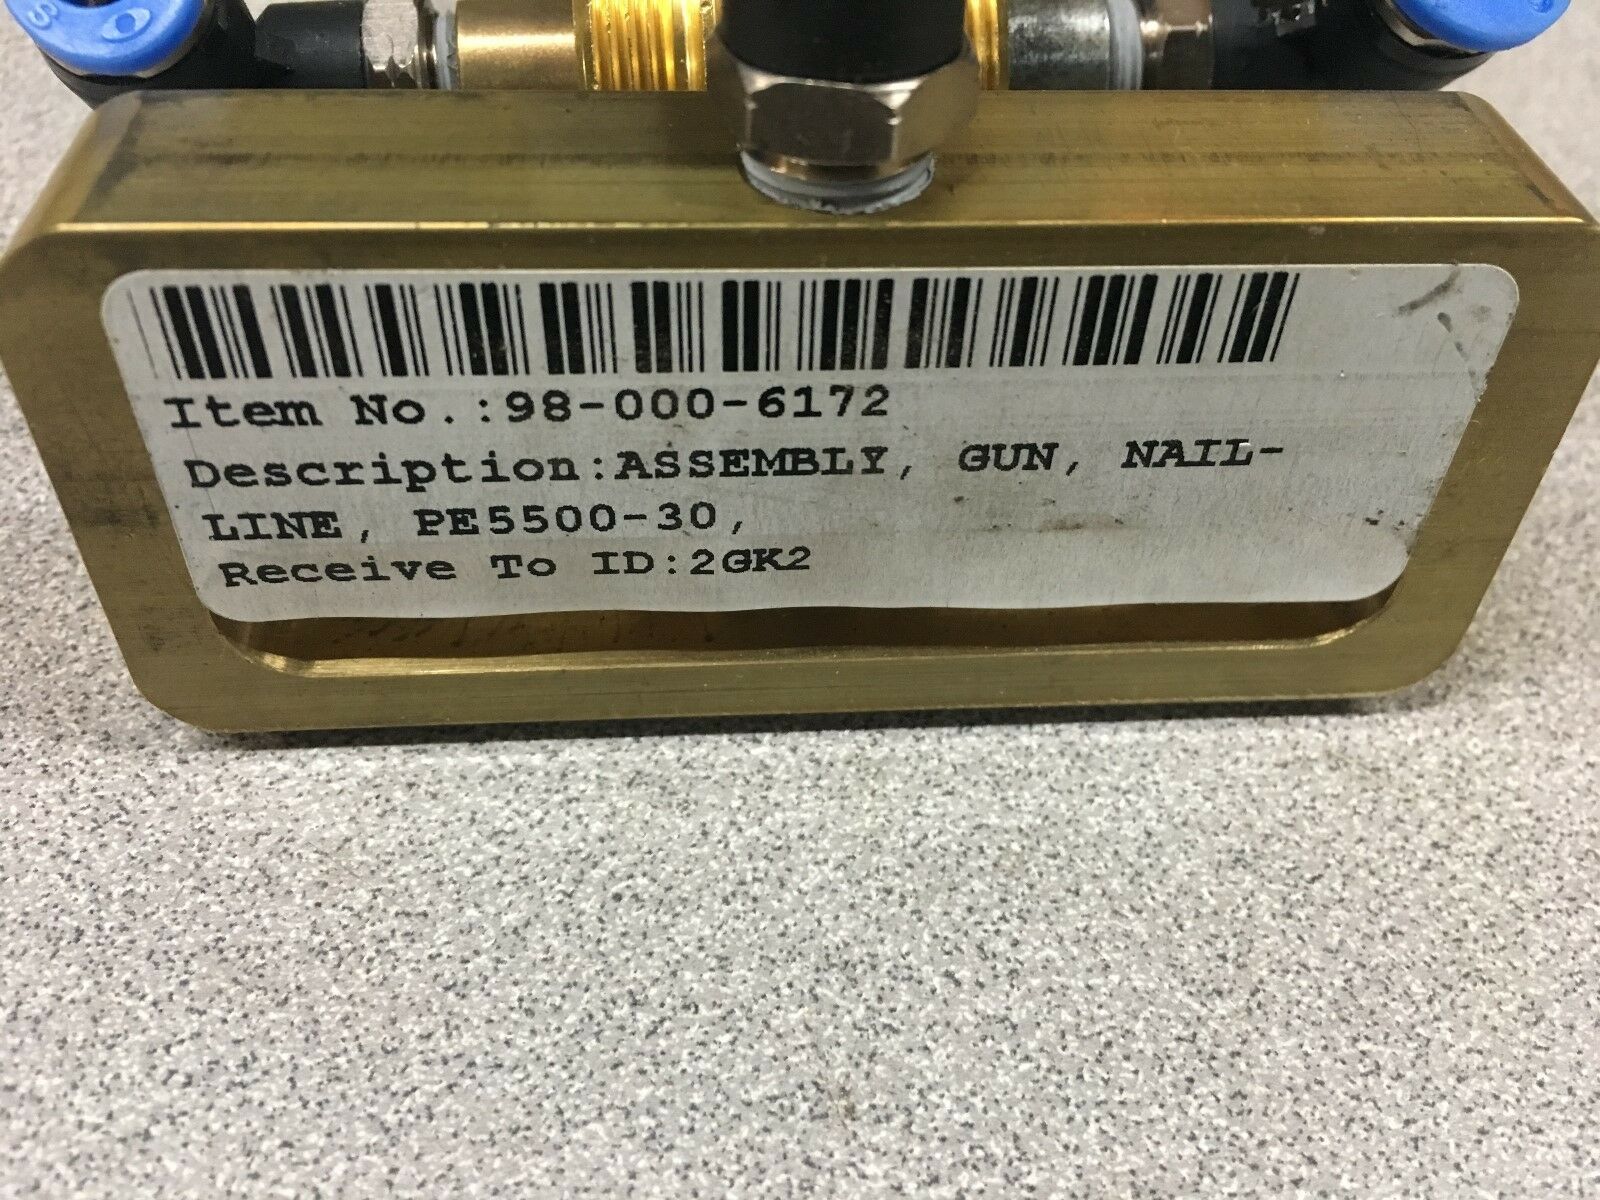 Item No.:98-000-6172
Description:ASSEMBLY, GUN, NAIL-
LINE, PE5500-30,
Receive To ID:2GK2